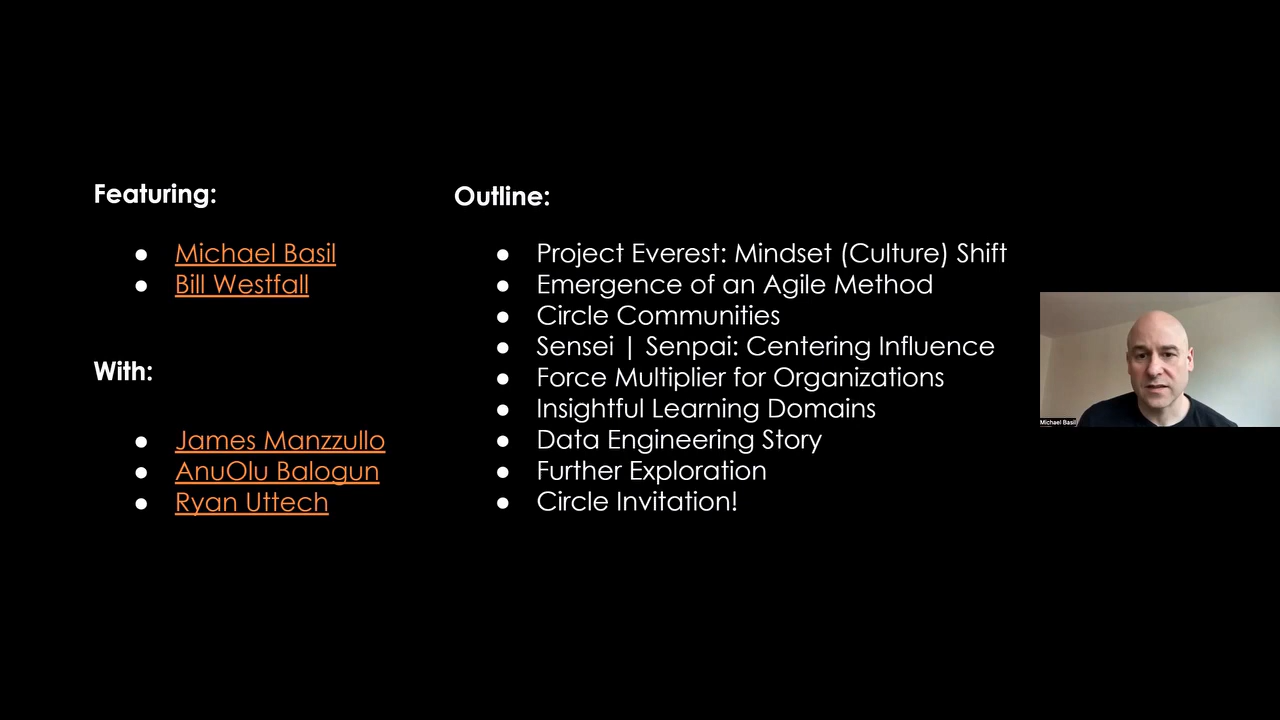 Featuring:
● Michael Basil
● Bill Westfall
With:
● James Manzzullo
● AnuOlu Balogun
● Ryan Uttech
Outline:
● Project Everest: Mindset (Culture) Shift
● Emergence of an Agile Method
● Circle Communities
● Sensei | Senpai: Centering Influence
● Force Multiplier for Organizations
● Insightful Learning Domains
● Data Engineering Story
● Further Exploration
● Circle Invitation!
Michael Basil